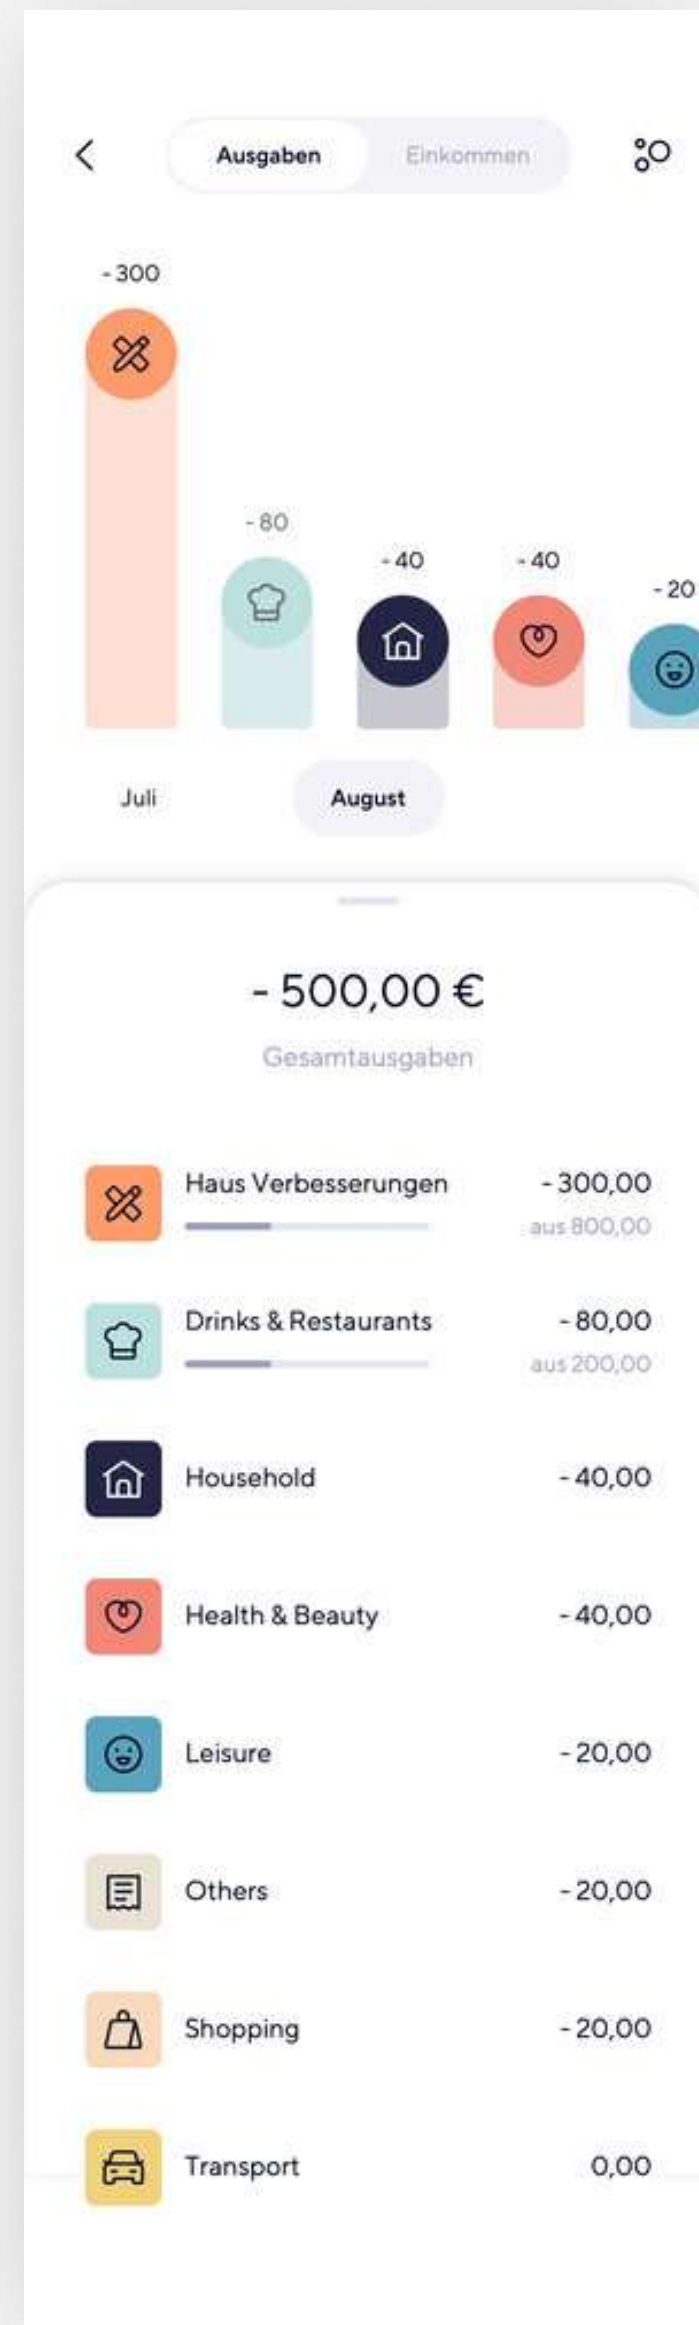 Ausgaben Einkommen
- 300
- 80
- 40 - 40
- 20
Juli August
- 500,00 €
Gesamtausgaben
Haus Verbesserungen - 300,00
aus 800,00
Drinks & Restaurants - 80,00
aus 200,00
Household - 40,00
Health & Beauty - 40,00
Leisure - 20,00
Others - 20,00
Shopping - 20,00
Transport 0,00